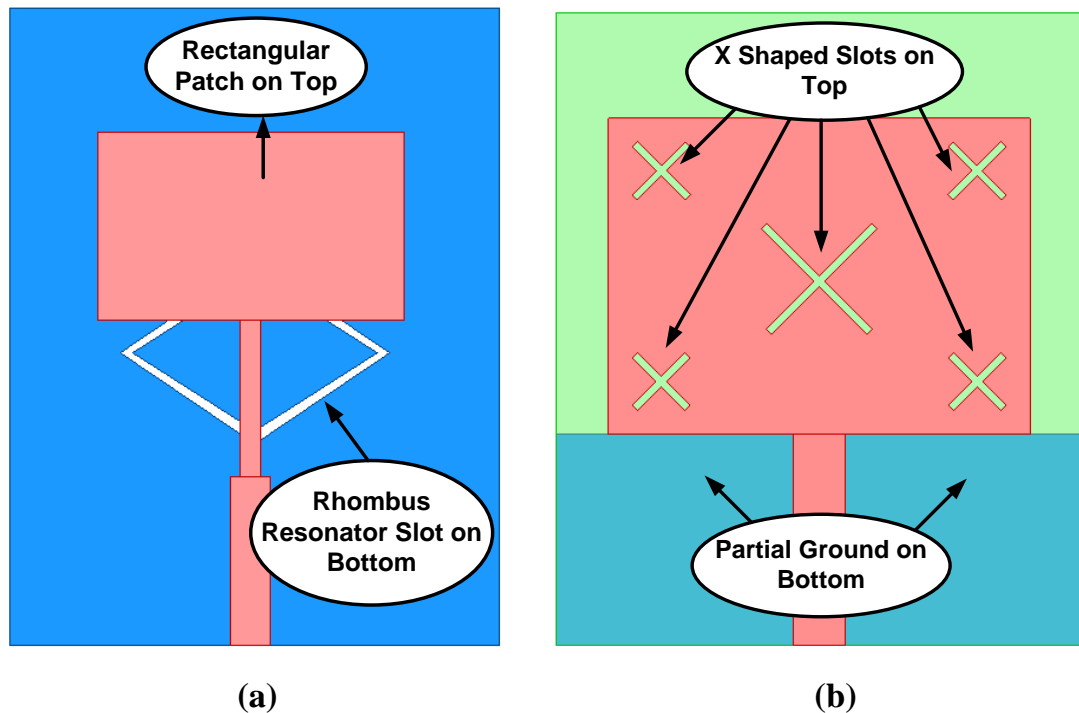 Rectangular
Patch on Top
Rhombus
Resonator Slot on
Bottom
(a)
X Shaped Slots on
Top
Partial Ground on
Bottom
(b)